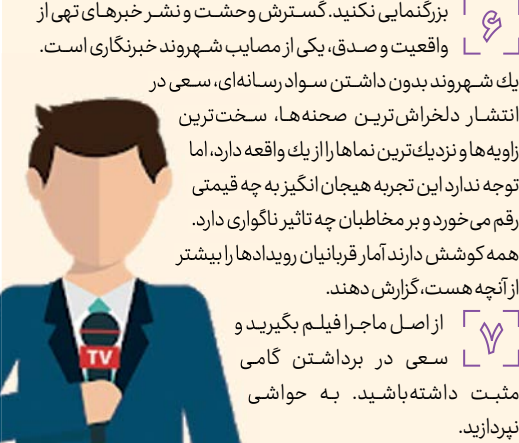 ۶
بزرگنمایی نکنید. گسترش وحشت و نشر خبرهای تهی از
واقعیت و صدق، یکی از مصایب شهروند خبرنگاری است.
یك شهروند بدون داشتن سواد رسانه‌ای، سعی در
انتشار دلخراش‌ترین صحنه‌ها، سخت‌ترین
زاویه‌ها و نزدیك‌ترین نماها را از یك واقعه دارد، اما
توجه ندارد این تجربه هیجان انگیز به چه قیمتی
رقم می‌خورد و بر مخاطبان چه تاثیر ناگواری دارد.
همه کوشش دارند آمار قربانیان رویدادها را بیشتر
از آنچه هست، گزارش دهند.
۷
از اصل ماجرا فیلم بگیرید و
سعی در برداشتن گامی
مثبت داشته‌باشید. به حواشی
نپردازید.
TV